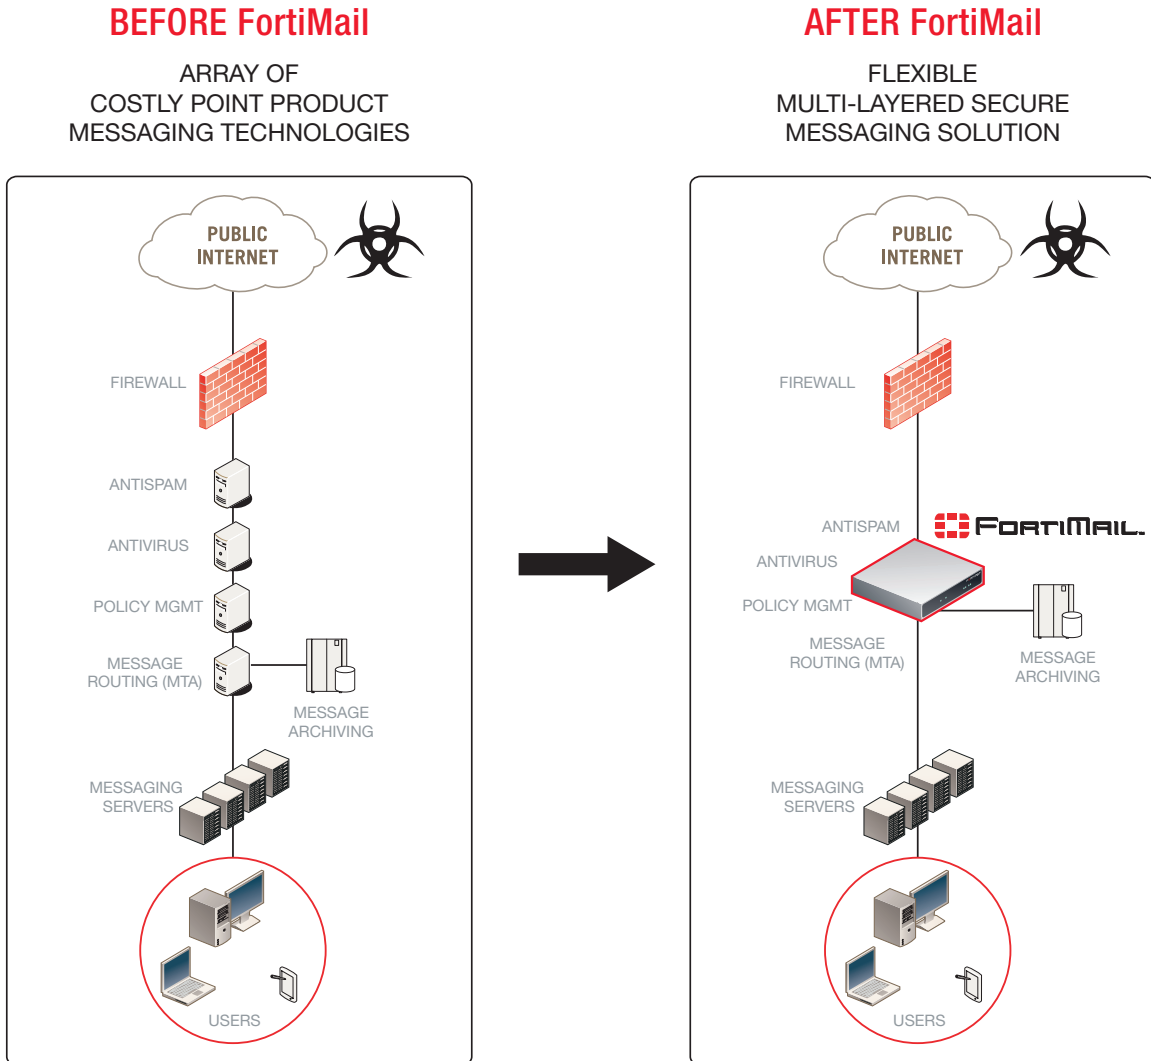 BEFORE FortiMail
ARRAY OF
COSTLY POINT PRODUCT
MESSAGING TECHNOLOGIES
PUBLIC
INTERNET
FIREWALL
ANTISPAM
ANTIVIRUS
POLICY MGMT
MESSAGE
ROUTING (MTA)
MESSAGE
ARCHIVING
MESSAGING
SERVERS
USERS
AFTER FortiMail
FLEXIBLE
MULTI-LAYERED SECURE
MESSAGING SOLUTION
PUBLIC
INTERNET
FIREWALL
ANTISPAM
FORTIMAIL™
ANTIVIRUS
POLICY MGMT
MESSAGE
ROUTING (MTA)
MESSAGE
ARCHIVING
MESSAGING
SERVERS
USERS